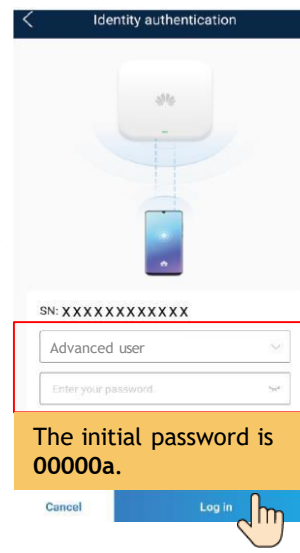 Identity authentication
SN: XXXXXXXXXXXX
Advanced user
Enter your password.
The initial password is
00000a.
Cancel
Log in